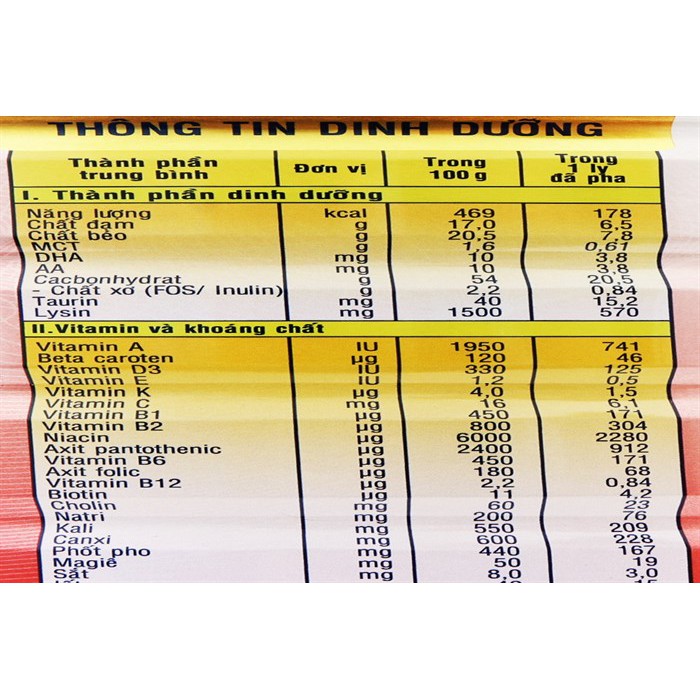 THÔNG TIN DINH DƯỠNG
Thành phần trung bình Đơn vị Trong 100 g Trong 1 ly đã pha
I. Thành phần dinh dưỡng
Năng lượng kcal 469 178
Chất đạm g 17,0 6,5
Chất béo g 20,5 7,8
MCT g 1,6 0,61
DHA mg 10 3,8
AA mg 10 3,8
Cacbonhydrat g 54 20,5
- Chất xơ (FOS/ Inulin) g 2,2 0,84
Taurin mg 40 15,2
Lysin mg 1500 570
II.Vitamin và khoáng chất
Vitamin A IU 1950 741
Beta caroten µg 120 46
Vitamin D3 IU 330 125
Vitamin E IU 1,2 0,5
Vitamin K µg 4,0 1,5
Vitamin C mg 16 6,1
Vitamin B1 µg 450 171
Vitamin B2 µg 800 304
Niacin µg 6000 2280
Axit pantothenic µg 2400 912
Vitamin B6 µg 450 171
Axit folic µg 180 68
Vitamin B12 µg 2,2 0,84
Biotin µg 11 4,2
Cholin mg 60 23
Natri mg 200 76
Kali mg 550 209
Canxi mg 600 228
Phốt pho mg 440 167
Magiê mg 50 19
Sắt mg 8,0 3,0